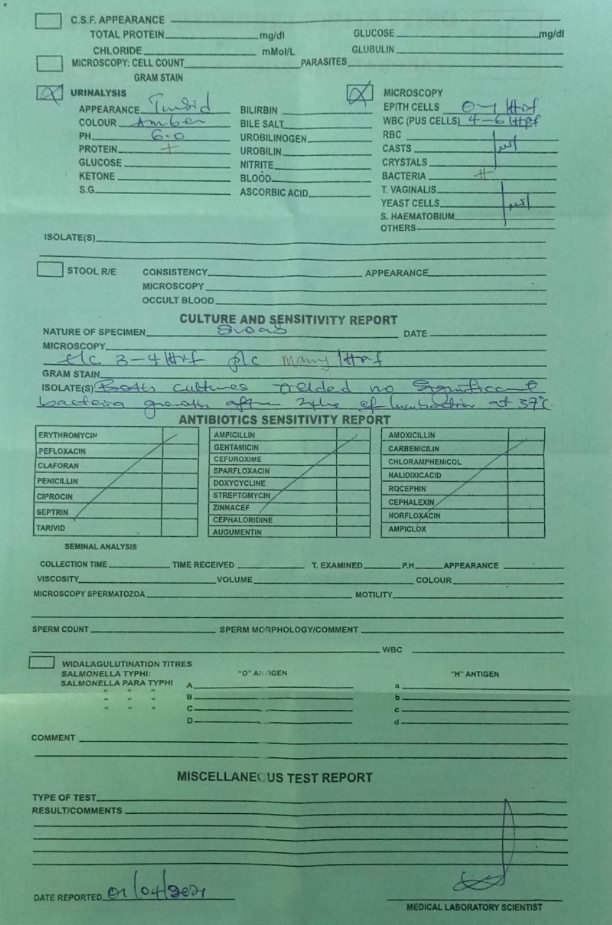 C.S.F. APPEARANCE
TOTAL PROTEIN mg/dl GLUCOSE mg/dl
CHLORIDE mMol/L GLUBULIN
MICROSCOPY: CELL COUNT PARASITES
GRAM STAIN
URINALYSIS MICROSCOPY
APPEARANCE Turbid BILIRBIN EPITH CELLS 0-1/Hpf
COLOUR Amber BILE SALT WBC (PUS CELLS) 4-6/Hpf
PH 6.0 UROBILINOGEN RBC
PROTEIN + UROBILIN CASTS
GLUCOSE NITRITE CRYSTALS
KETONE BLOOD BACTERIA +
S.G ASCORBIC ACID T. VAGINALIS
YEAST CELLS
S. HAEMATOBIUM
OTHERS
ISOLATE(S)
STOOL R/E CONSISTENCY APPEARANCE
MICROSCOPY
OCCULT BLOOD
CULTURE AND SENSITIVITY REPORT
NATURE OF SPECIMEN Swab DATE
MICROSCOPY
e/c 3-4/Hpf p/c many/Hpf
GRAM STAIN
ISOLATE(S) Both cultures yielded no significant
bacteria growth after 24hrs of incubation at 37°C
ANTIBIOTICS SENSITIVITY REPORT
ERYTHROMYCIN AMPICILLIN AMOXICILLIN
PEFLOXACIN GENTAMICIN CARBENICILIN
CLAFORAN CEFUROXIME CHLORAMPHENICOL
PENICILLIN SPARFLOXACIN NALIDIXICACID
CIPROCIN DOXYCYCLINE ROCEPHIN
SEPTRIN STREPTOMYCIN CEPHALEXIN
TARIVID ZINNACEF NORFLOXACIN
CEPHALORIDINE AMPICLOX
AUGUMENTIN
SEMINAL ANALYSIS
COLLECTION TIME TIME RECEIVED T. EXAMINED P.H APPEARANCE
VISCOSITY VOLUME COLOUR
MICROSCOPY SPERMATOZOA MOTILITY
SPERM COUNT SPERM MORPHOLOGY/COMMENT
WBC
WIDALAGULUTINATION TITRES
SALMONELLA TYPHI: "O" ANTIGEN "H" ANTIGEN
SALMONELLA PARA TYPHI A a
" " " B b
" " " C c
D d
COMMENT
MISCELLANEOUS TEST REPORT
TYPE OF TEST
RESULT/COMMENTS
DATE REPORTED 01/04/2021
MEDICAL LABORATORY SCIENTIST